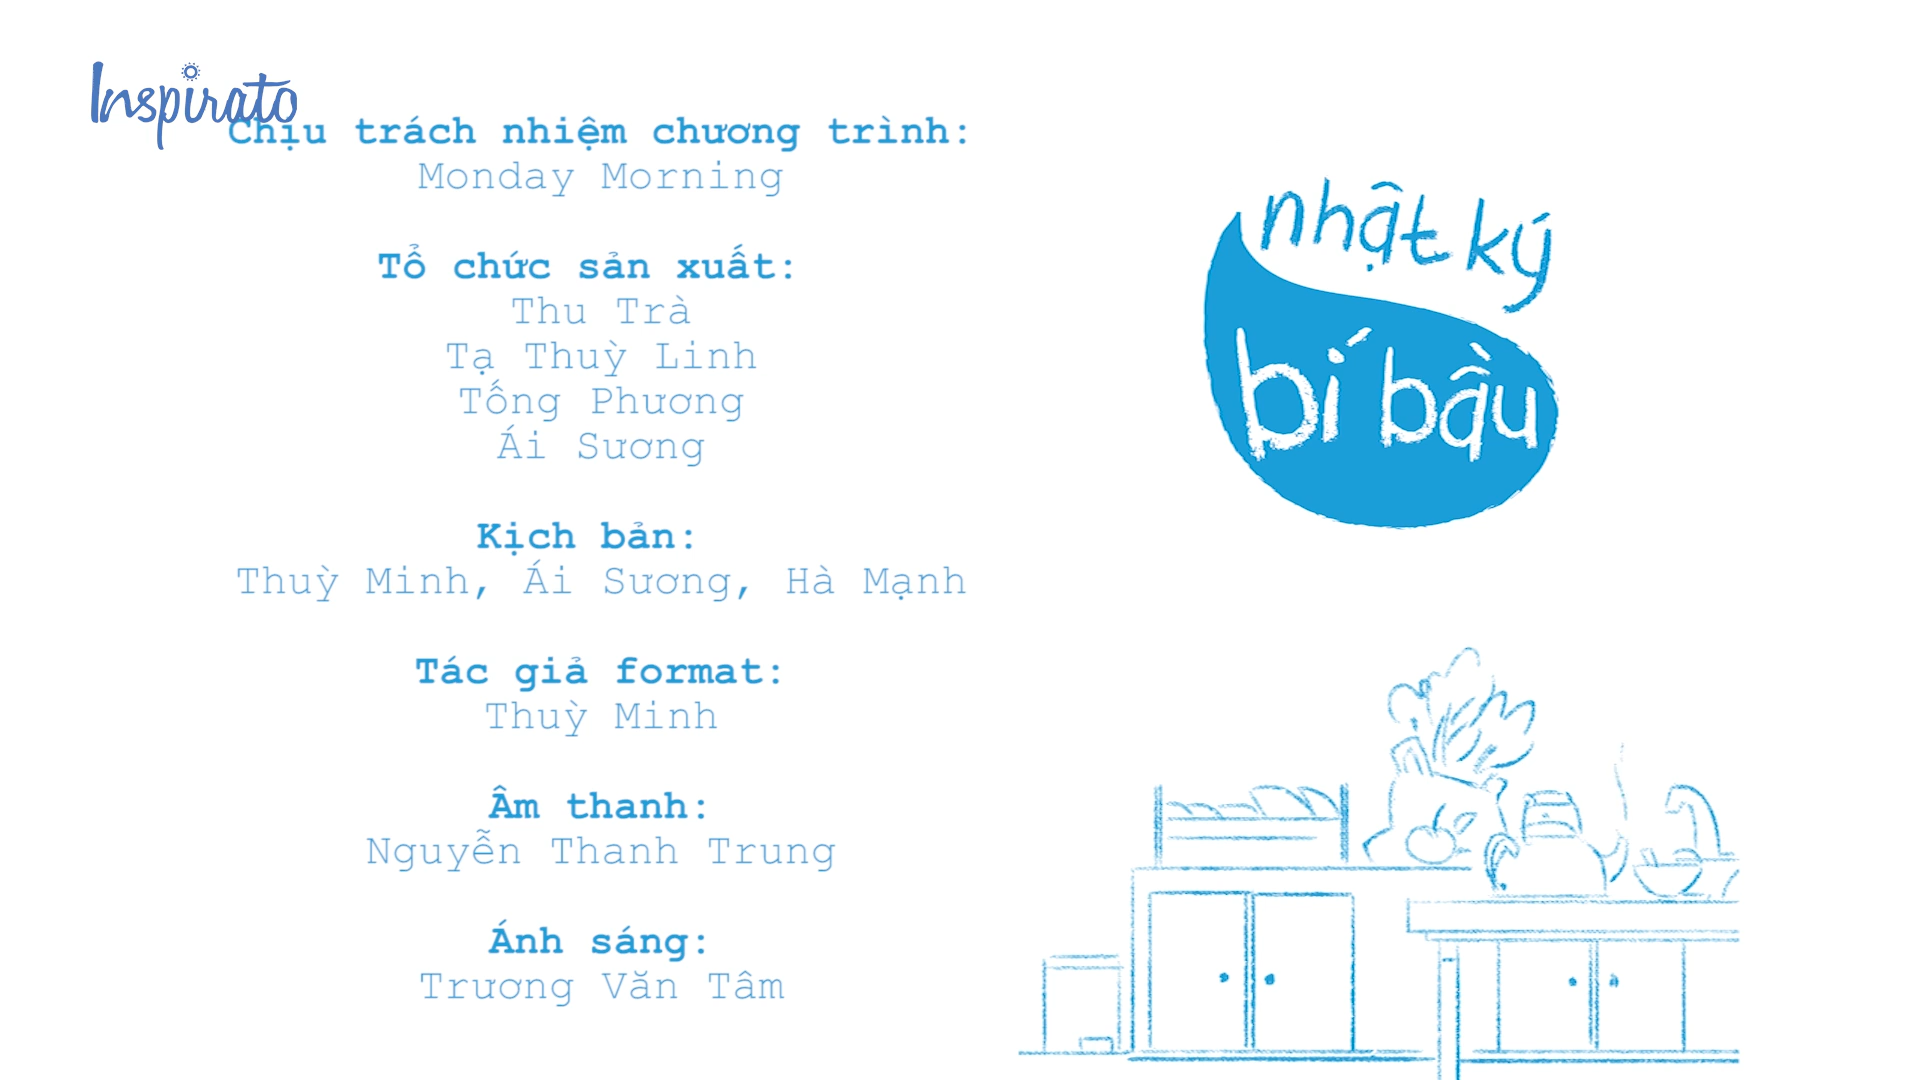 Inspirato
Chịu trách nhiệm chương trình:
Monday Morning
Tổ chức sản xuất:
Thu Trà
Tạ Thuỳ Linh
Tống Phương
Ái Sương
Kịch bản:
Thuỳ Minh, Ái Sương, Hà Mạnh
Tác giả format:
Thuỳ Minh
Âm thanh:
Nguyễn Thanh Trung
Ánh sáng:
Trương Văn Tâm
nhật ký
bí bầu